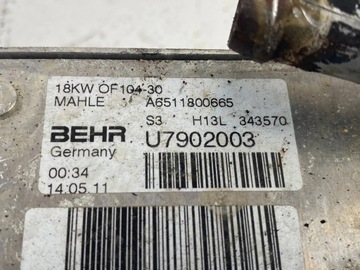 18KW OF104-30
MAHLE A6511800665
S3 H13L 343570
BEHR U7902003
Germany
00:34
14.05.11